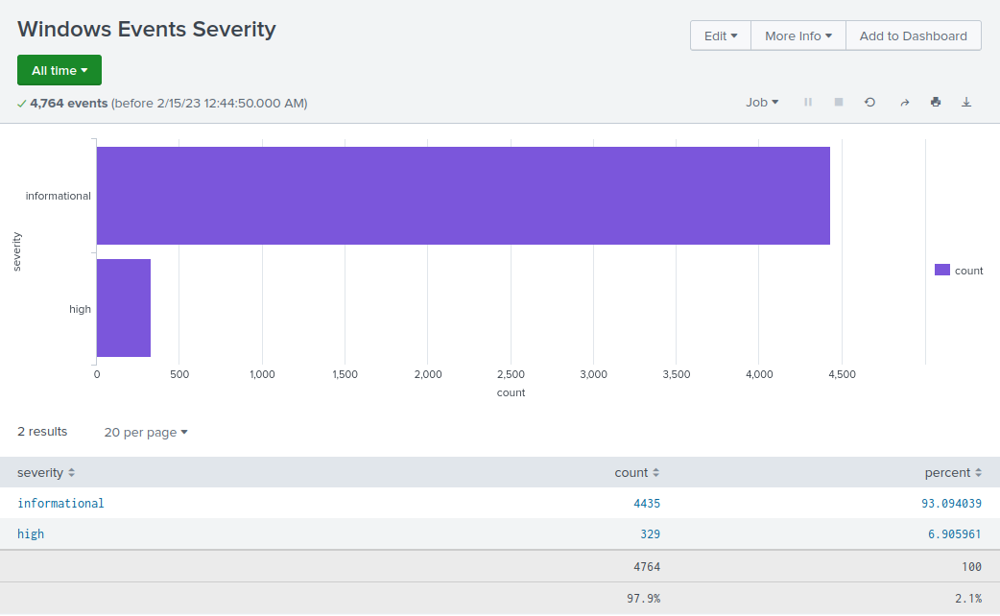 Windows Events Severity
Edit More Info Add to Dashboard
All time
4,764 events (before 2/15/23 12:44:50.000 AM)
Job
informational
high
severity
0 500 1,000 1,500 2,000 2,500 3,000 3,500 4,000 4,500
count
count
2 results 20 per page
severity count percent
informational 4435 93.094039
high 329 6.905961
4764 100
97.9% 2.1%